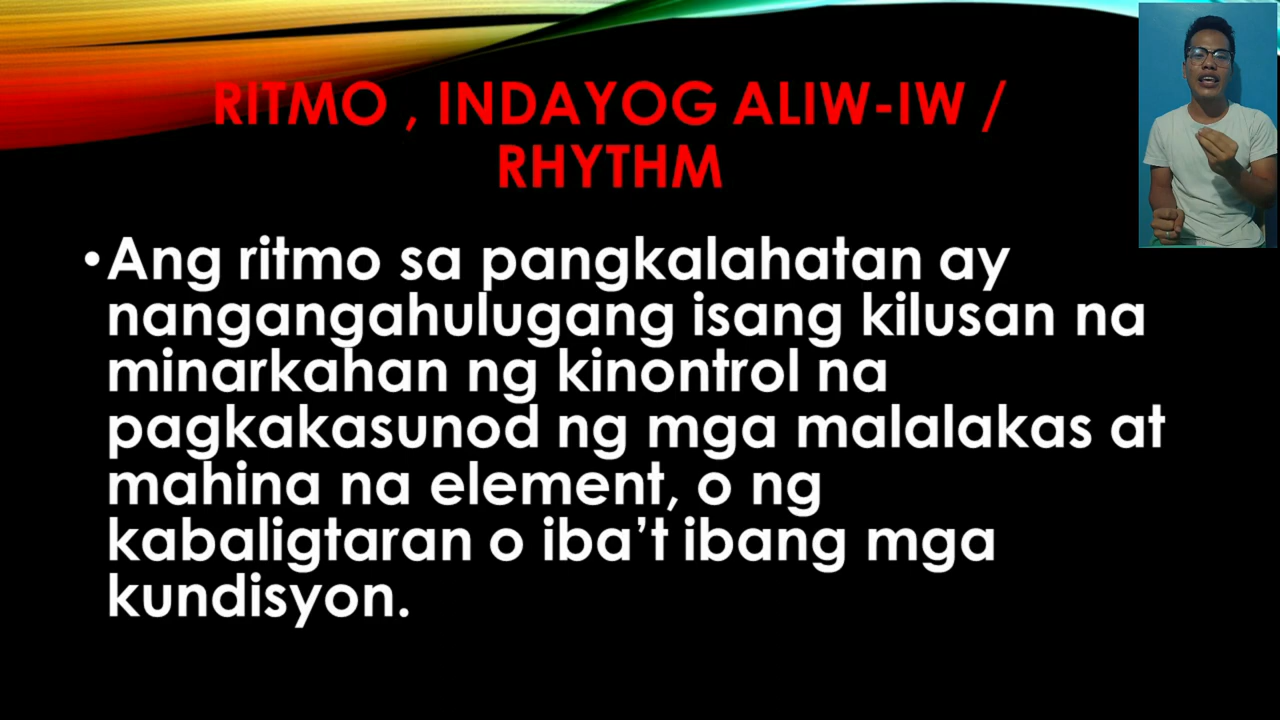 RITMO , INDAYOG ALIW-IW /
RHYTHM
•Ang ritmo sa pangkalahatan ay
nangangahulugang isang kilusan na
minarkahan ng kinontrol na
pagkakasunod ng mga malalakas at
mahina na element, o ng
kabaligtaran o iba’t ibang mga
kundisyon.